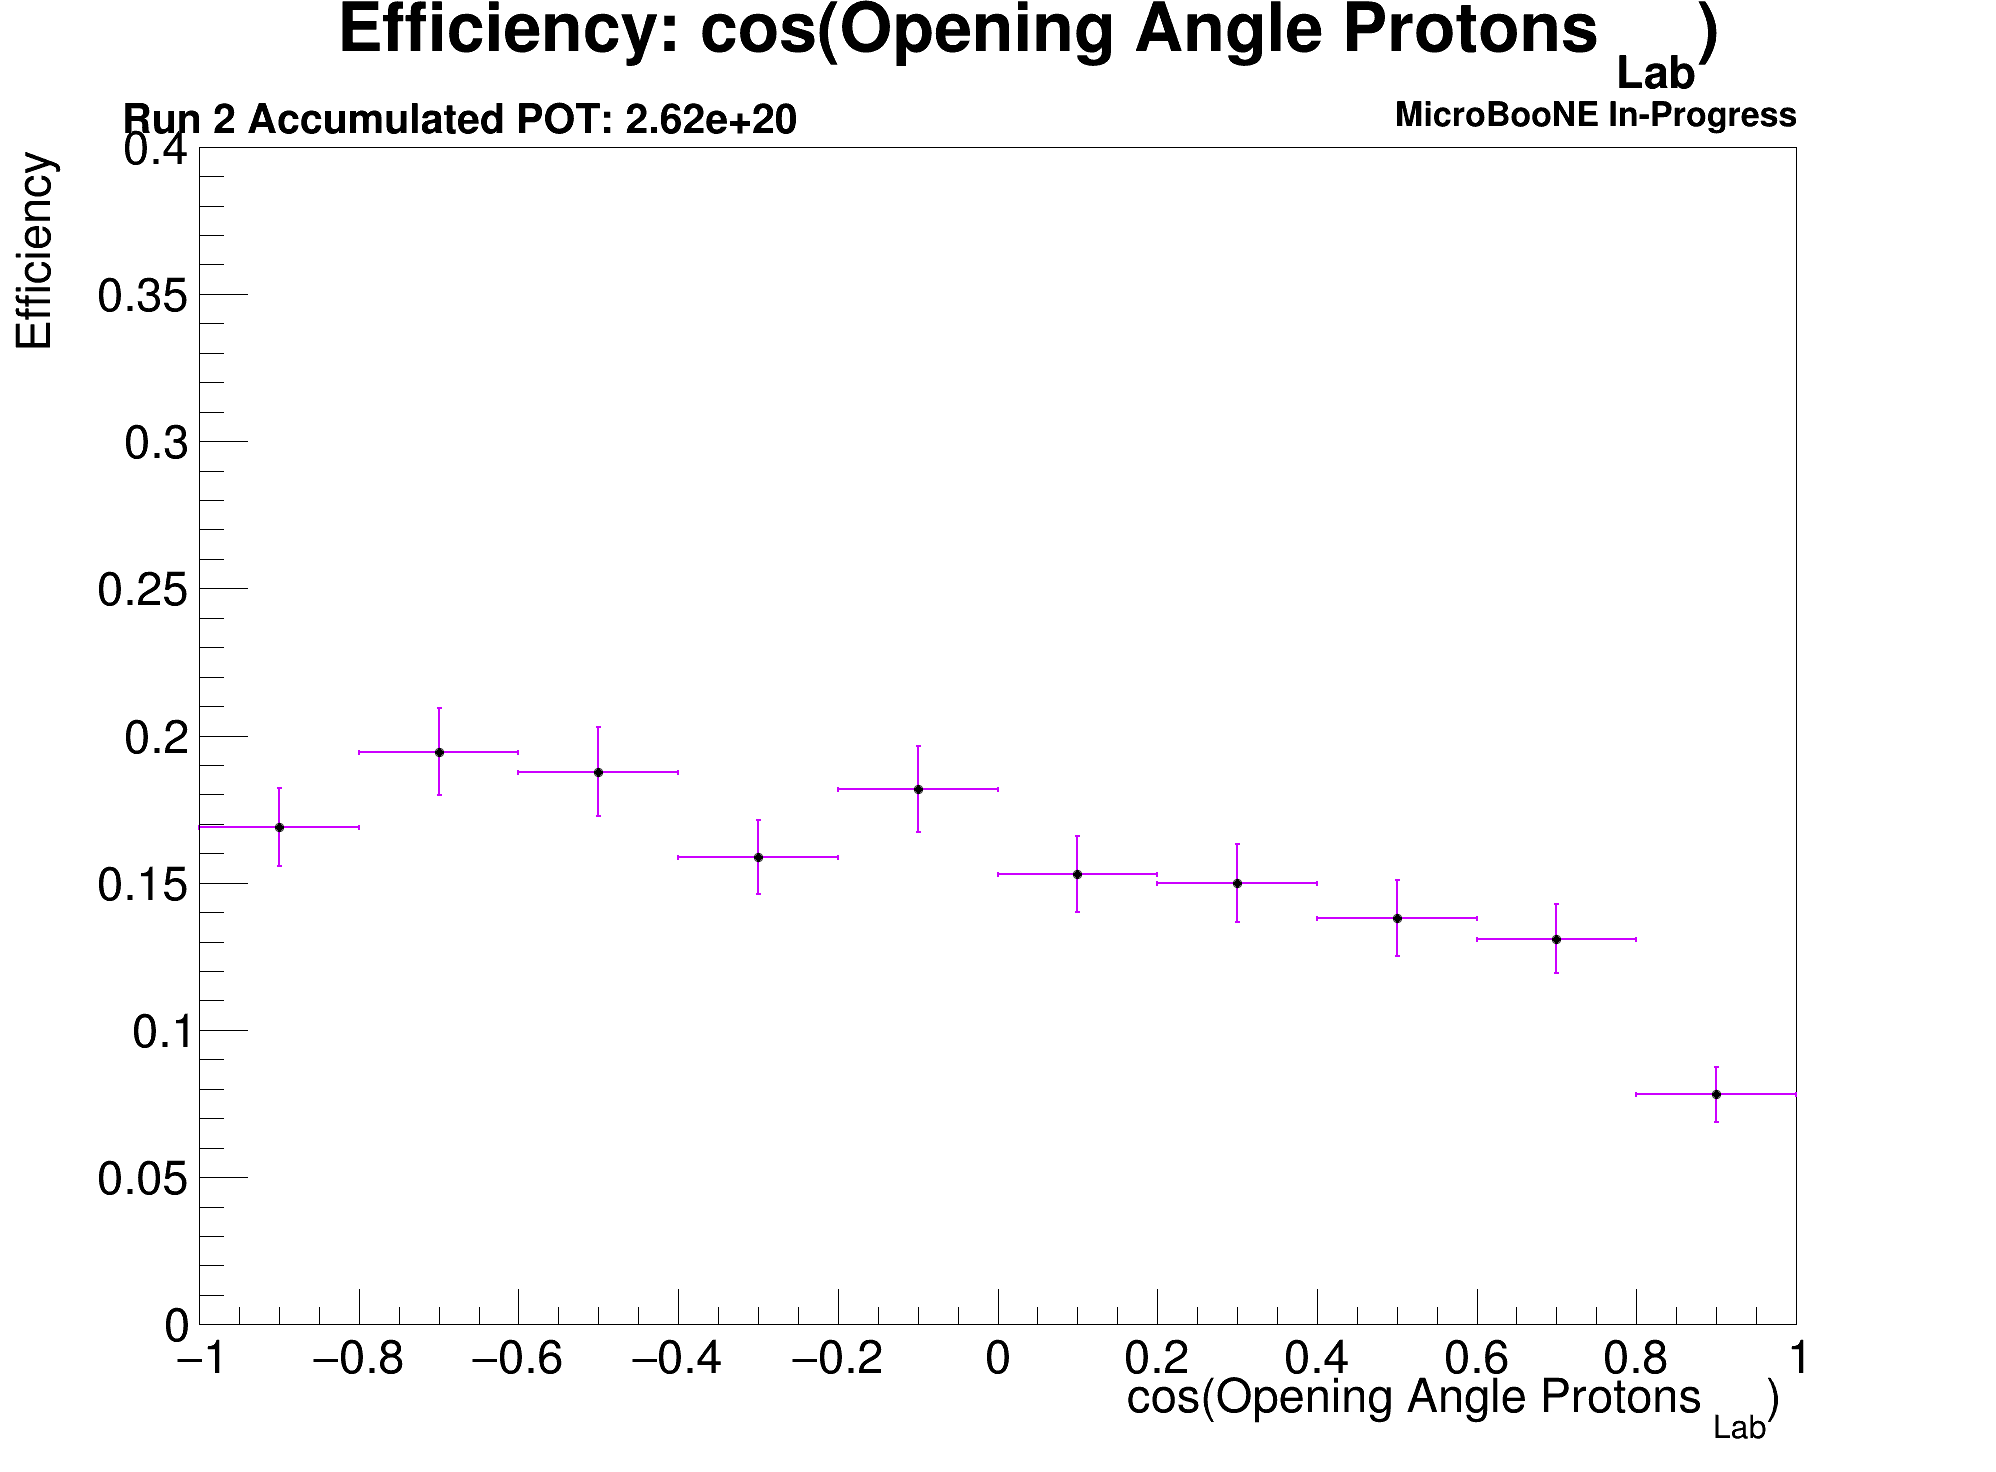 Efficiency: cos(Opening Angle Protons Lab)
Run 2 Accumulated POT: 2.62e+20
MicroBooNE In-Progress
Efficiency
0.4
0.35
0.3
0.25
0.2
0.15
0.1
0.05
0
−1 −0.8 −0.6 −0.4 −0.2 0 0.2 0.4 0.6 0.8 1
cos(Opening Angle Protons Lab)